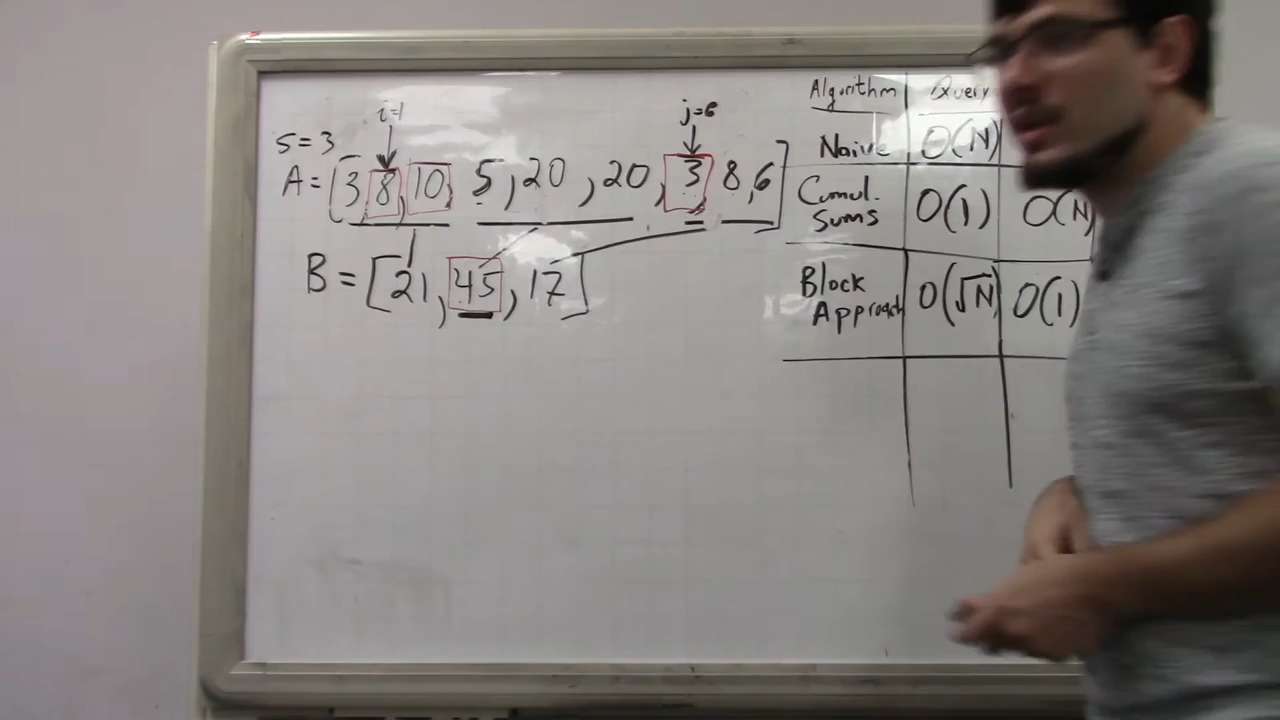 i=1
j=6
S=3
A=[3,8,10,5,20,20,3,8,6]
B=[21,45,17]
Algorithm Query
Naive O(N)
Cumul. Sums O(1) O(N)
Block Approach O(√N) O(1)